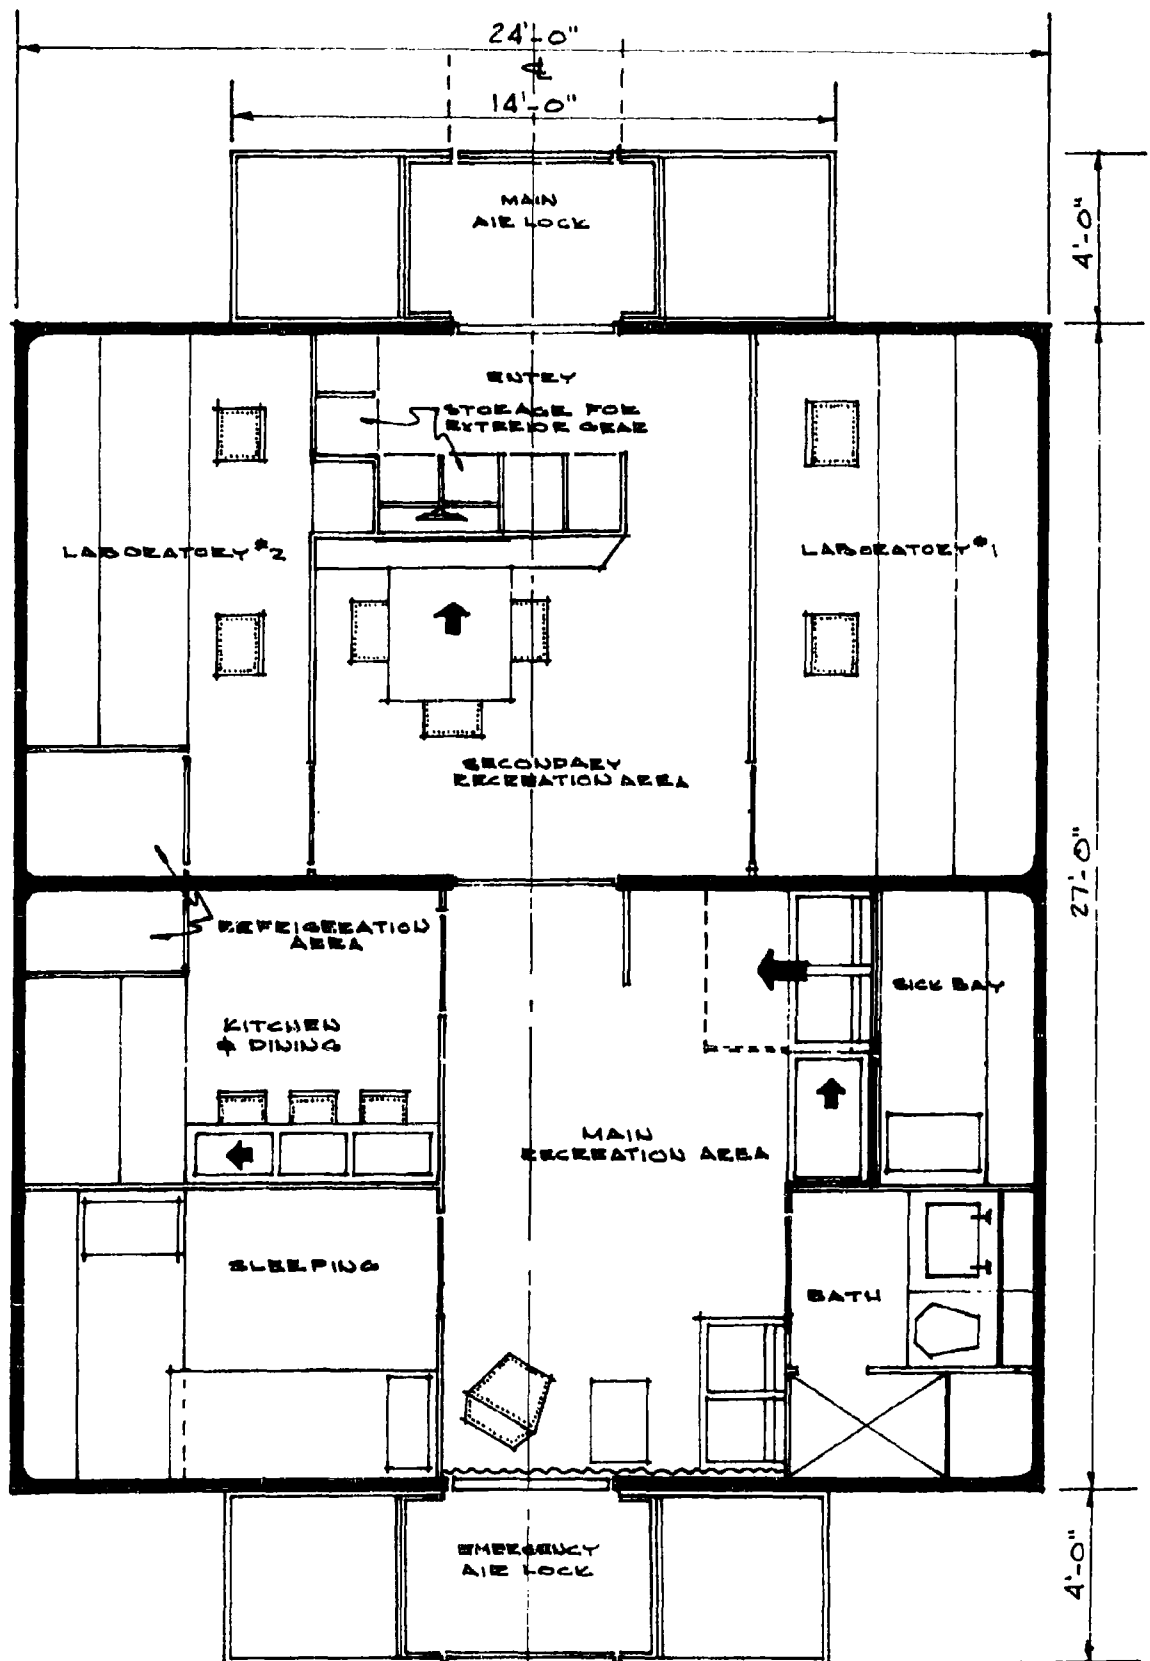 24'-0"
℄
14'-0"
MAIN
AIR LOCK
4'-0"
ENTRY
STORAGE FOR
EXTERIOR GEAR
LABORATORY #2
LABORATORY #1
SECONDARY
RECREATION AREA
27'-0"
REFRIGERATION
AREA
SICK BAY
KITCHEN
& DINING
MAIN
RECREATION AREA
SLEEPING
BATH
EMERGENCY
AIR LOCK
4'-0"